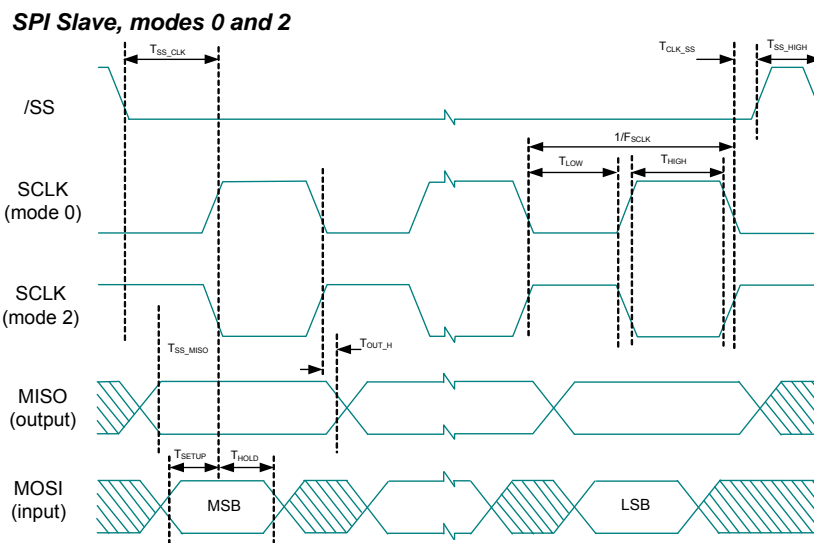 SPI Slave, modes 0 and 2
TSS_CLK
TCLK_SS
TSS_HIGH
/SS
1/FSCLK
TLOW
THIGH
SCLK
(mode 0)
SCLK
(mode 2)
TSS_MISO
TOUT_H
MISO
(output)
TSETUP
THOLD
MOSI
(input)
MSB
LSB